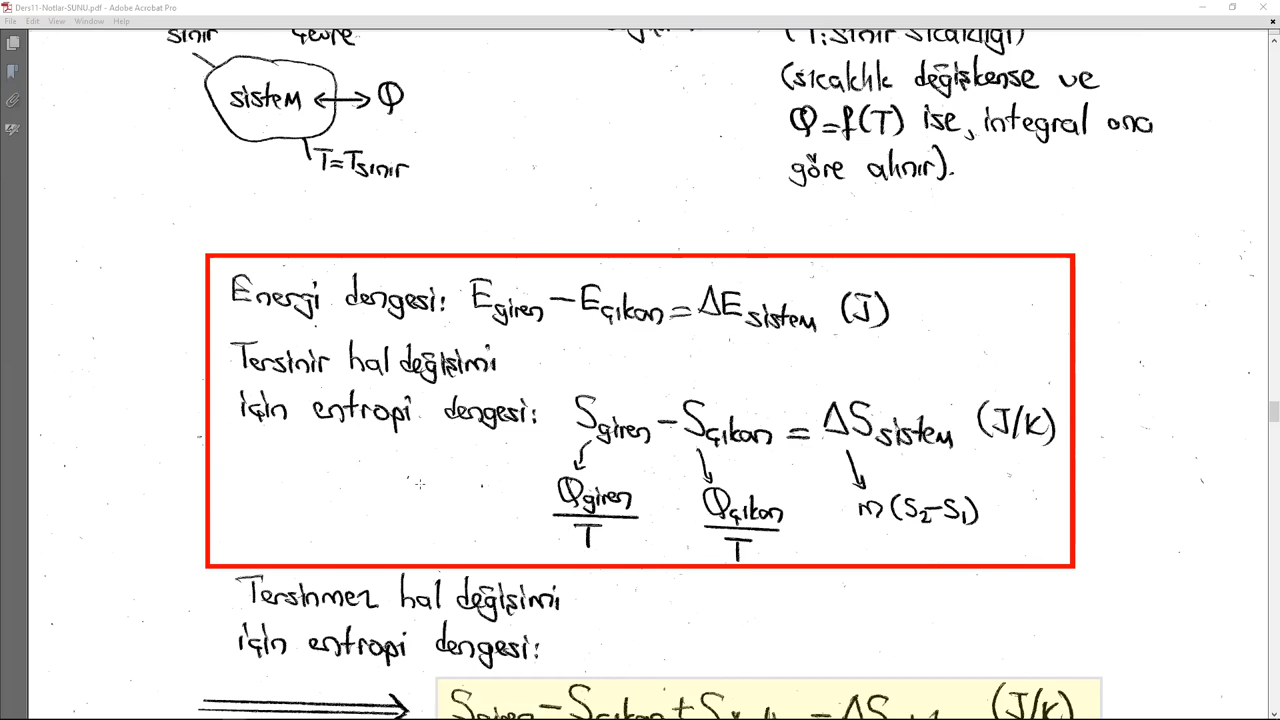 Ders11-Notlar-SUNU.pdf - Adobe Acrobat Pro
File Edit View Window Help
sınır çevre
(T: sınır sıcaklığı)
(sıcaklık değişkense ve
Q=f(T) ise, integral ona
göre alınır).
sistem Q
T=Tsınır
Energi dengesi: Egiren - Eçıkan = ΔEsistem (J)
Tersinir hal değişimi
için entropi dengesi: Sgiren - Sçıkan = ΔSsistem (J/K)
Qgiren/T Qçıkan/T m(S2-S1)
Tersinmez hal değişimi
için entropi dengesi: